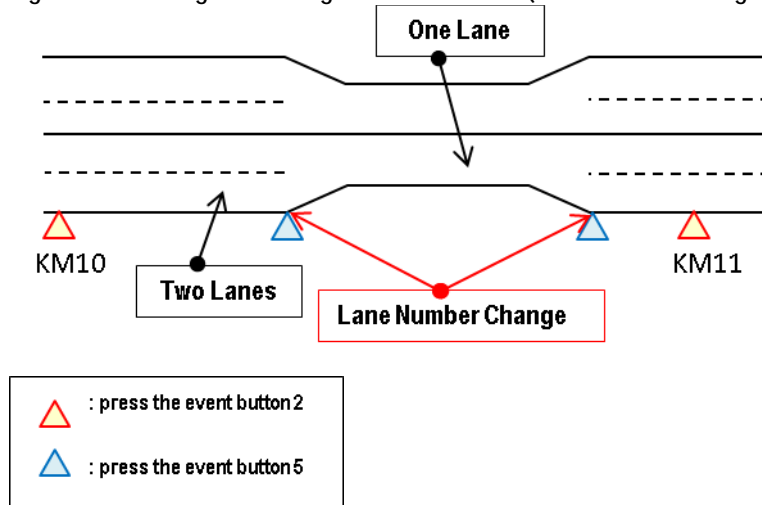 One Lane
KM10
KM11
Two Lanes
Lane Number Change
: press the event button 2
: press the event button 5